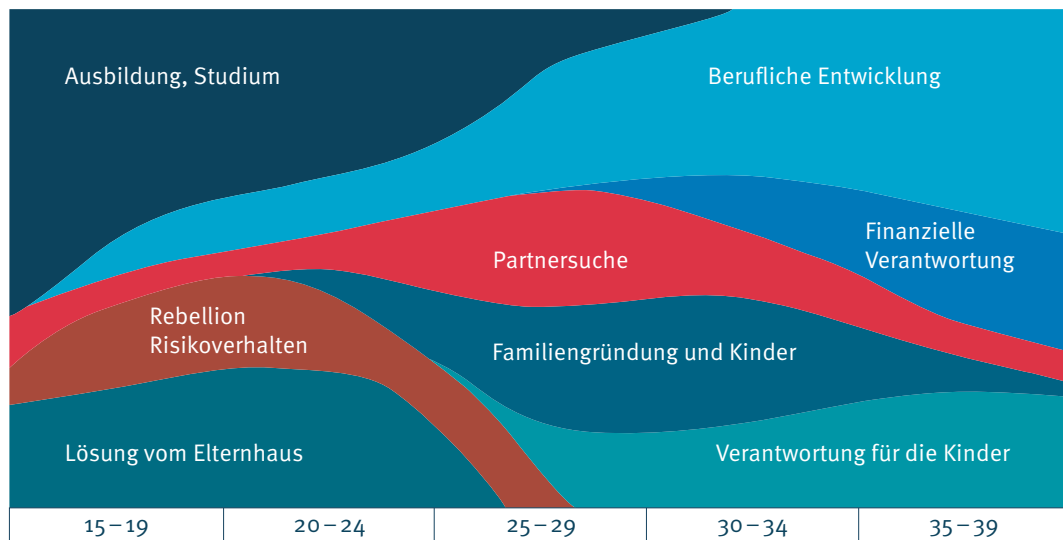 Ausbildung, Studium
Berufliche Entwicklung
Finanzielle
Verantwortung
Partnersuche
Rebellion
Risikoverhalten
Familiengründung und Kinder
Lösung vom Elternhaus
Verantwortung für die Kinder
15–19
20–24
25–29
30–34
35–39